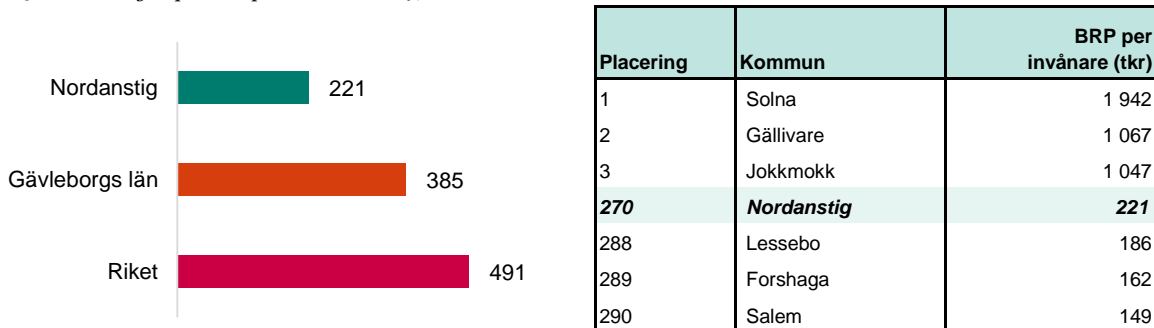 Nordanstig 221
Gävleborgs län 385
Riket 491
Placering Kommun BRP per invånare (tkr)
1 Solna 1 942
2 Gällivare 1 067
3 Jokkmokk 1 047
270 Nordanstig 221
288 Lessebo 186
289 Forshaga 162
290 Salem 149